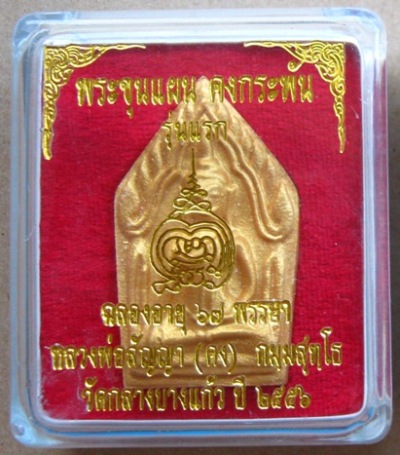 พระขุนแผน คงกระพัน
รุ่นแรก
ฉลองอายุ ๖๗ พรรษา
หลวงพ่อธัญญา (คง) กมฺมสุทฺโธ
วัดกลางบางแก้ว ปี ๒๕๕๖